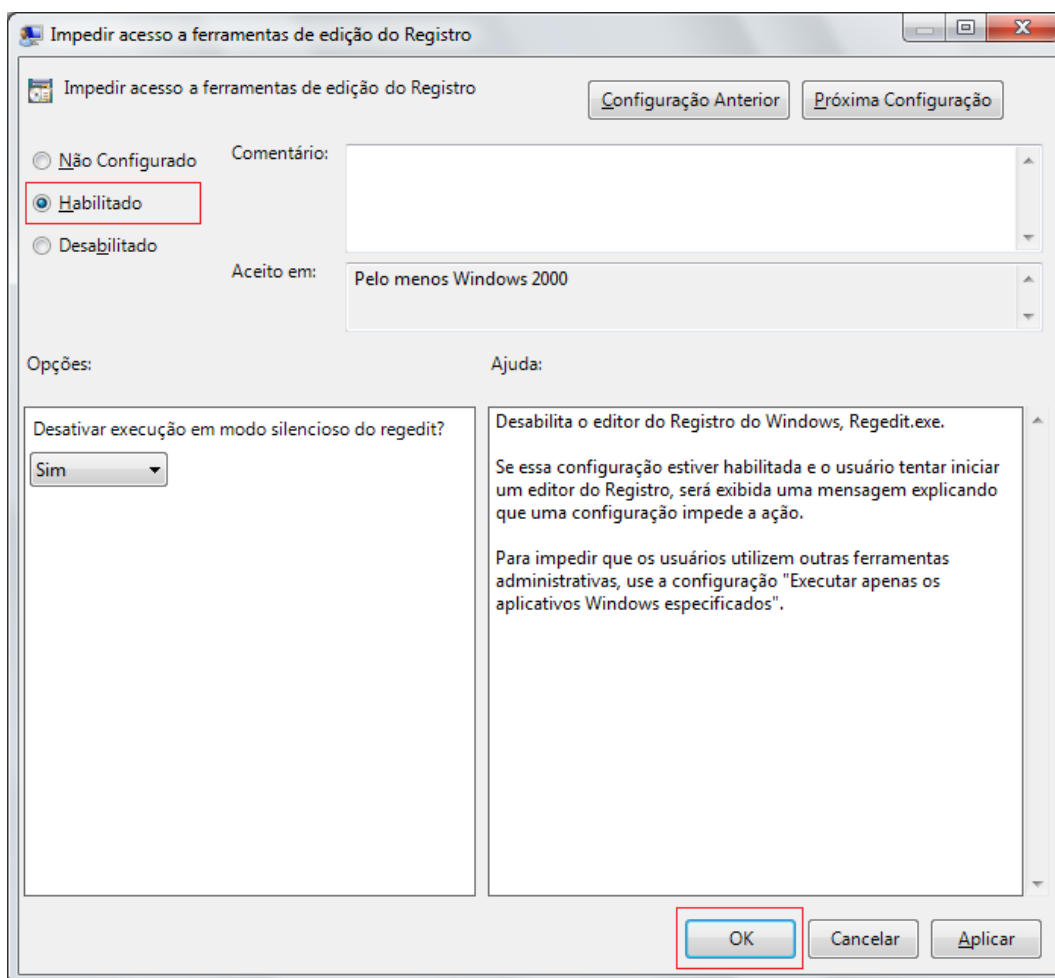 Impedir acesso a ferramentas de edição do Registro
Impedir acesso a ferramentas de edição do Registro
Configuração Anterior
Próxima Configuração
Não Configurado
Comentário:
Habilitado
Desabilitado
Aceito em:
Pelo menos Windows 2000
Opções:
Ajuda:
Desativar execução em modo silencioso do regedit?
Sim
Desabilita o editor do Registro do Windows, Regedit.exe.
Se essa configuração estiver habilitada e o usuário tentar iniciar
um editor do Registro, será exibida uma mensagem explicando
que uma configuração impede a ação.
Para impedir que os usuários utilizem outras ferramentas
administrativas, use a configuração "Executar apenas os
aplicativos Windows especificados".
OK
Cancelar
Aplicar